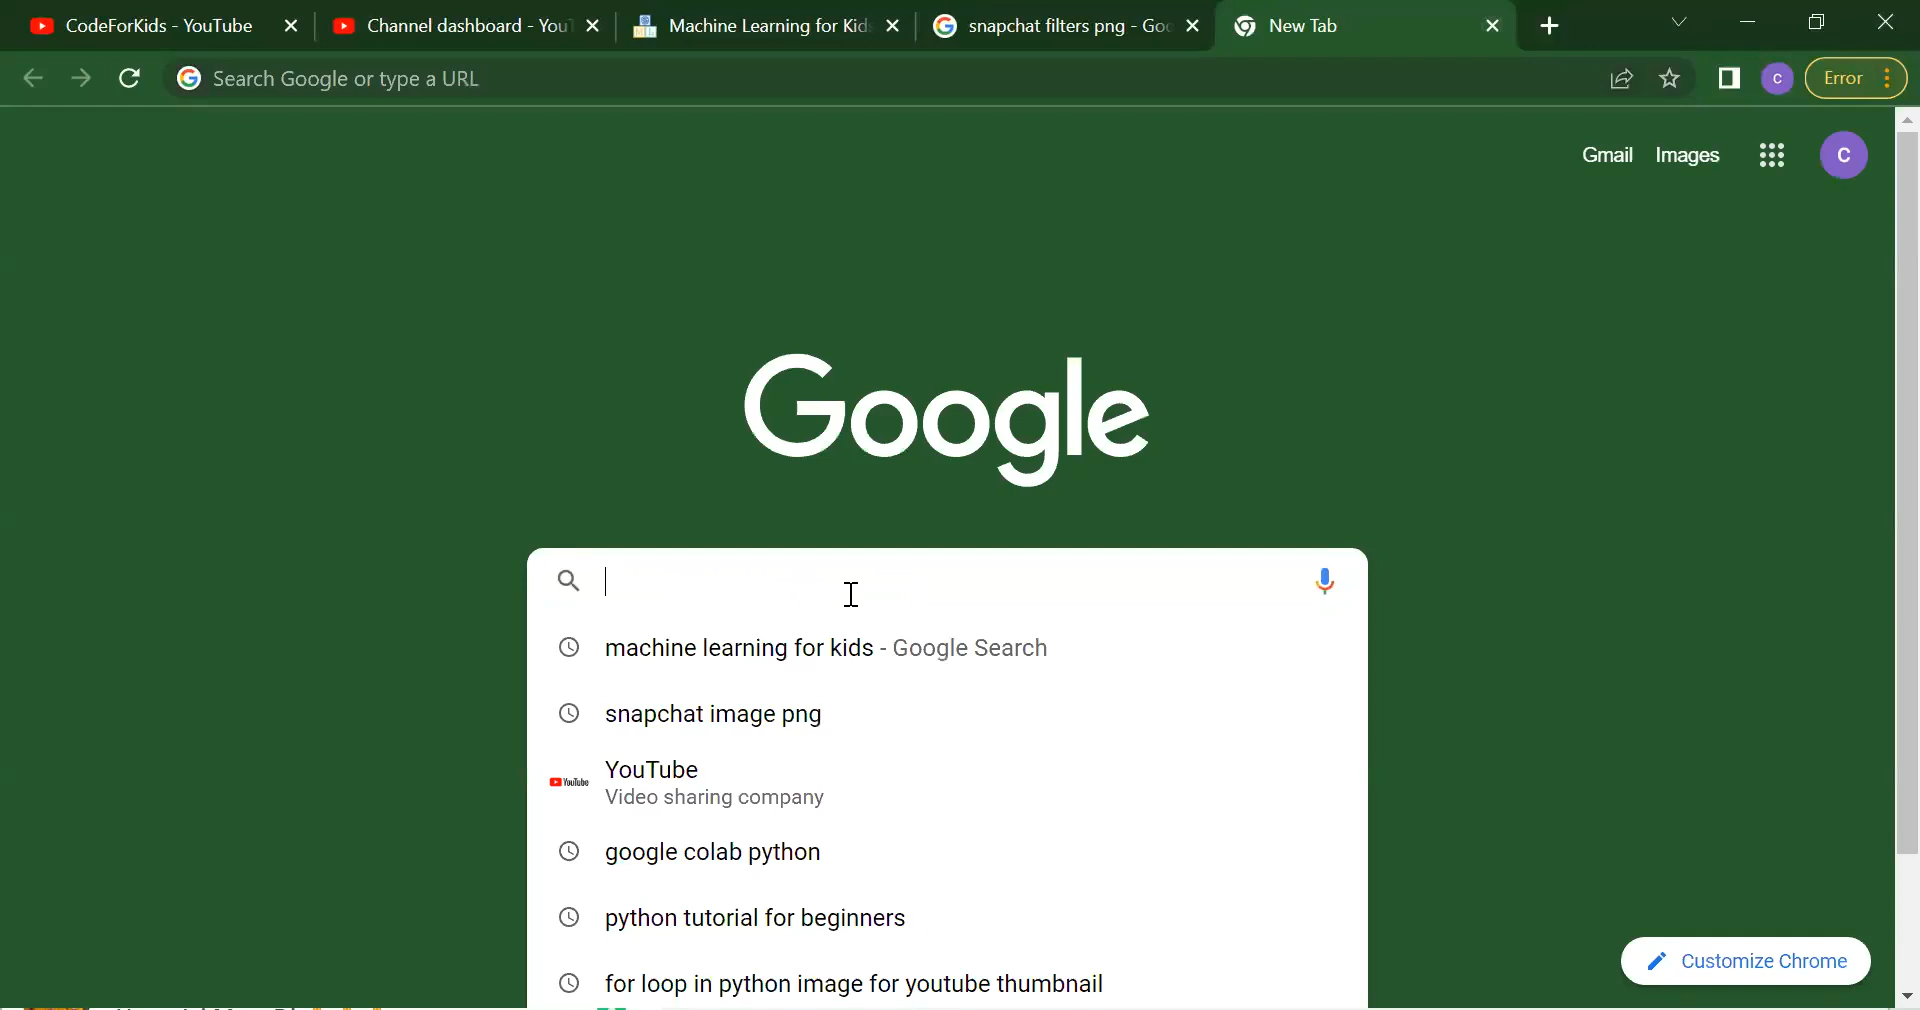 CodeForKids - YouTube
Channel dashboard - You
Machine Learning for Kid
snapchat filters png - Goo
New Tab
Search Google or type a URL
C
Error
Gmail
Images
C
Google
machine learning for kids - Google Search
snapchat image png
YouTube
YouTube
Video sharing company
google colab python
python tutorial for beginners
for loop in python image for youtube thumbnail
Customize Chrome